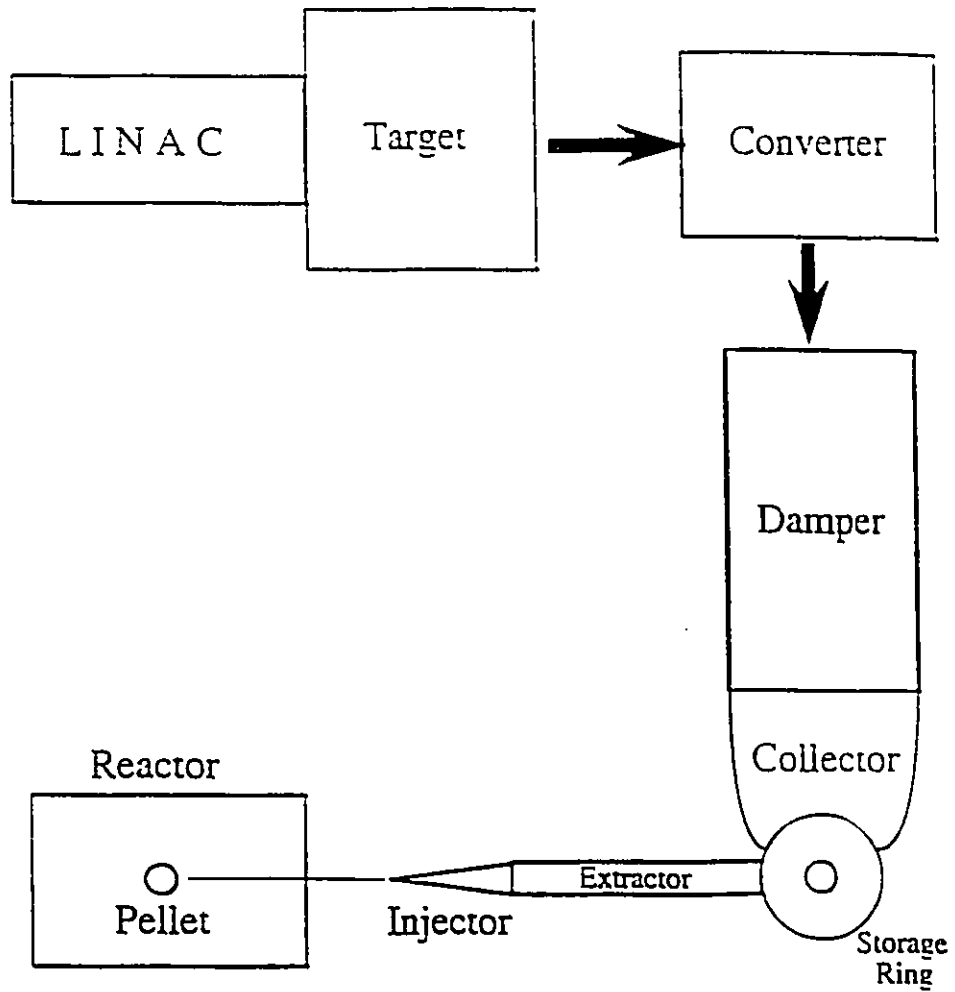 LINAC
Target
Converter
Damper
Collector
Reactor
Pellet
Injector
Extractor
Storage
Ring